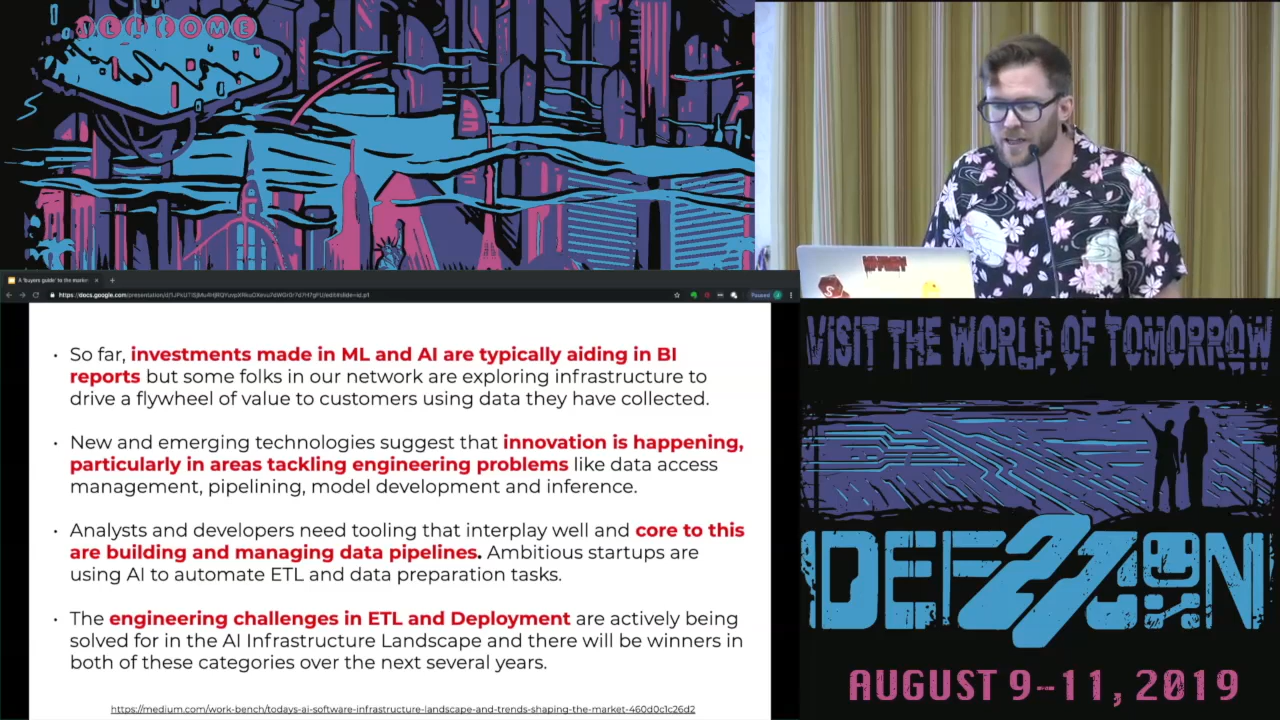 WELCOME
A 'buyers guide' to the market
Paused
• So far, investments made in ML and AI are typically aiding in BI
reports but some folks in our network are exploring infrastructure to
drive a flywheel of value to customers using data they have collected.
• New and emerging technologies suggest that innovation is happening,
particularly in areas tackling engineering problems like data access
management, pipelining, model development and inference.
• Analysts and developers need tooling that interplay well and core to this
are building and managing data pipelines. Ambitious startups are
using AI to automate ETL and data preparation tasks.
• The engineering challenges in ETL and Deployment are actively being
solved for in the AI Infrastructure Landscape and there will be winners in
both of these categories over the next several years.
https://medium.com/work-bench/todays-ai-software-infrastructure-landscape-and-trends-shaping-the-market-460d0c1c26d2
VISIT THE WORLD OF TOMORROW
DEF CON
27
AUGUST 9-11, 2019